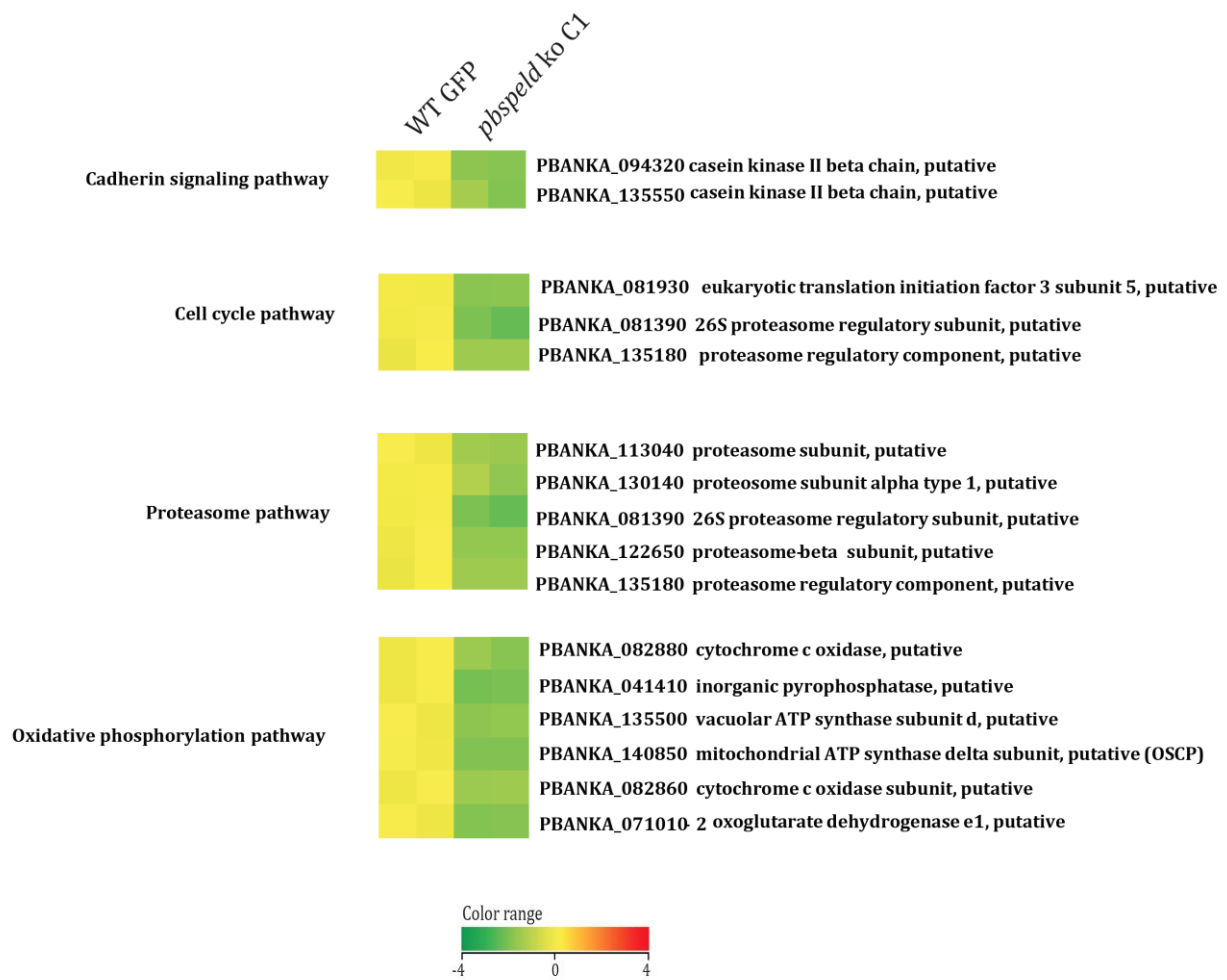 WT GFP
pbspeld ko C1
Cadherin signaling pathway
PBANKA_094320 casein kinase II beta chain, putative
PBANKA_135550 casein kinase II beta chain, putative
Cell cycle pathway
PBANKA_081930 eukaryotic translation initiation factor 3 subunit 5, putative
PBANKA_081390 26S proteasome regulatory subunit, putative
PBANKA_135180 proteasome regulatory component, putative
Proteasome pathway
PBANKA_113040 proteasome subunit, putative
PBANKA_130140 proteosome subunit alpha type 1, putative
PBANKA_081390 26S proteasome regulatory subunit, putative
PBANKA_122650 proteasome-beta subunit, putative
PBANKA_135180 proteasome regulatory component, putative
Oxidative phosphorylation pathway
PBANKA_082880 cytochrome c oxidase, putative
PBANKA_041410 inorganic pyrophosphatase, putative
PBANKA_135500 vacuolar ATP synthase subunit d, putative
PBANKA_140850 mitochondrial ATP synthase delta subunit, putative (OSCP)
PBANKA_082860 cytochrome c oxidase subunit, putative
PBANKA_071010- 2 oxoglutarate dehydrogenase e1, putative
Color range
-4 0 4